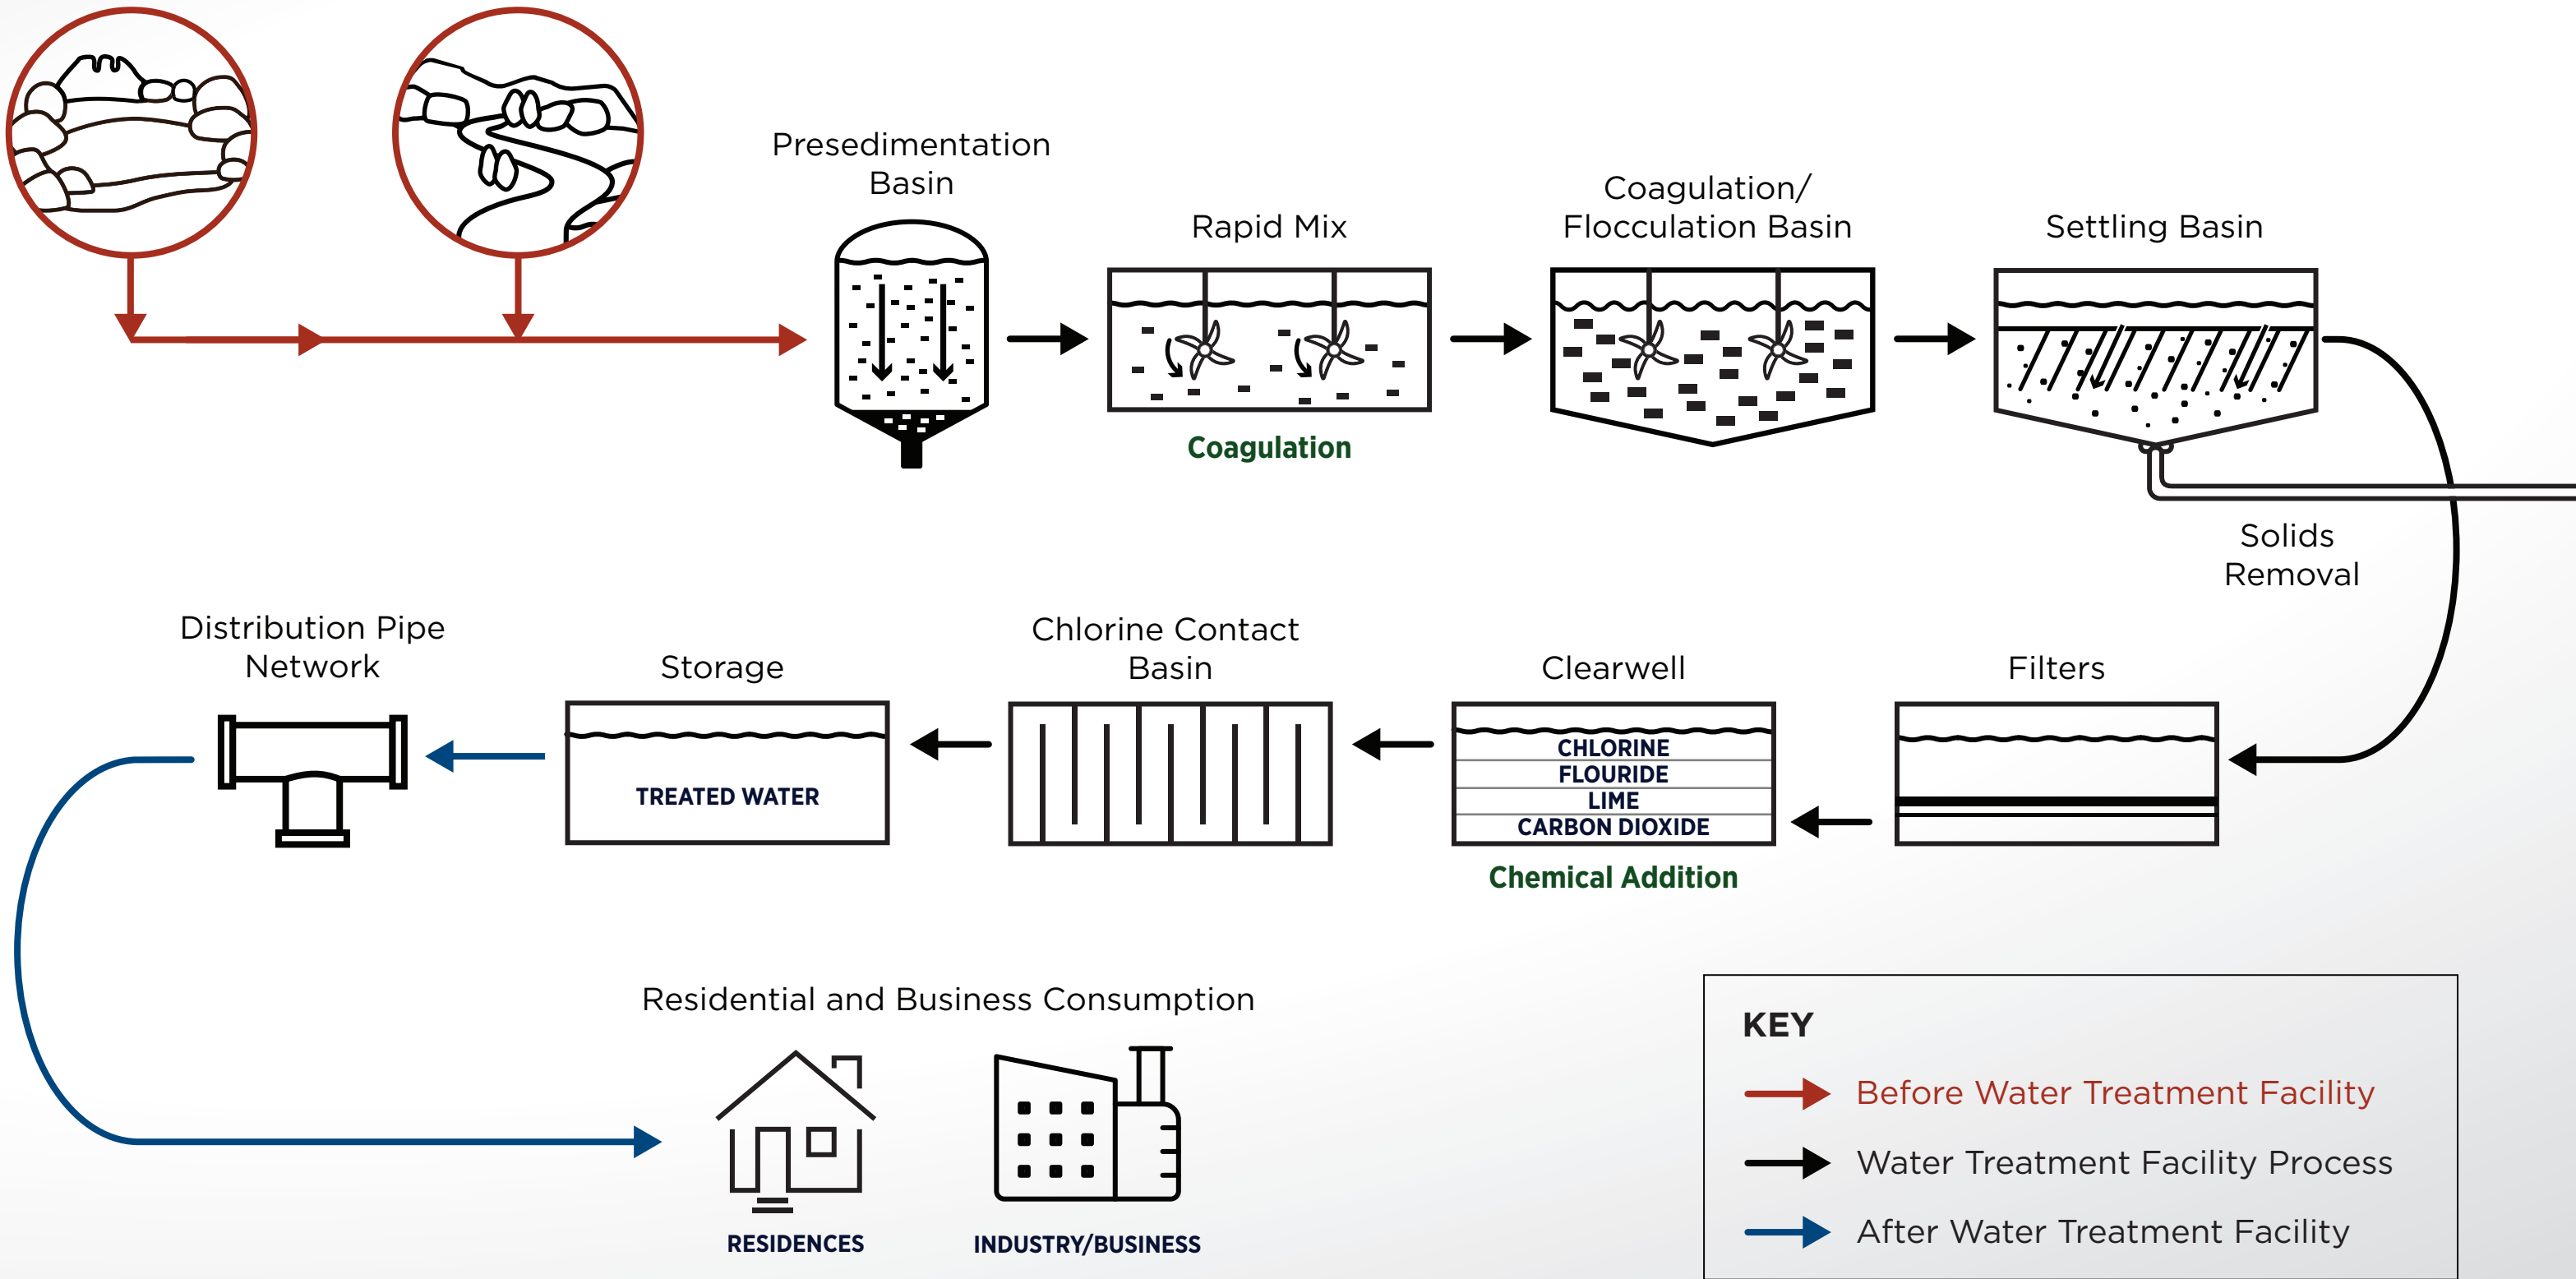 Presedimentation
Basin
Rapid Mix
Coagulation/
Flocculation Basin
Settling Basin
Coagulation
Solids
Removal
Distribution Pipe
Network
Storage
Chlorine Contact
Basin
Clearwell
Filters
TREATED WATER
CHLORINE
FLOURIDE
LIME
CARBON DIOXIDE
Chemical Addition
Residential and Business Consumption
RESIDENCES
INDUSTRY/BUSINESS
KEY
Before Water Treatment Facility
Water Treatment Facility Process
After Water Treatment Facility